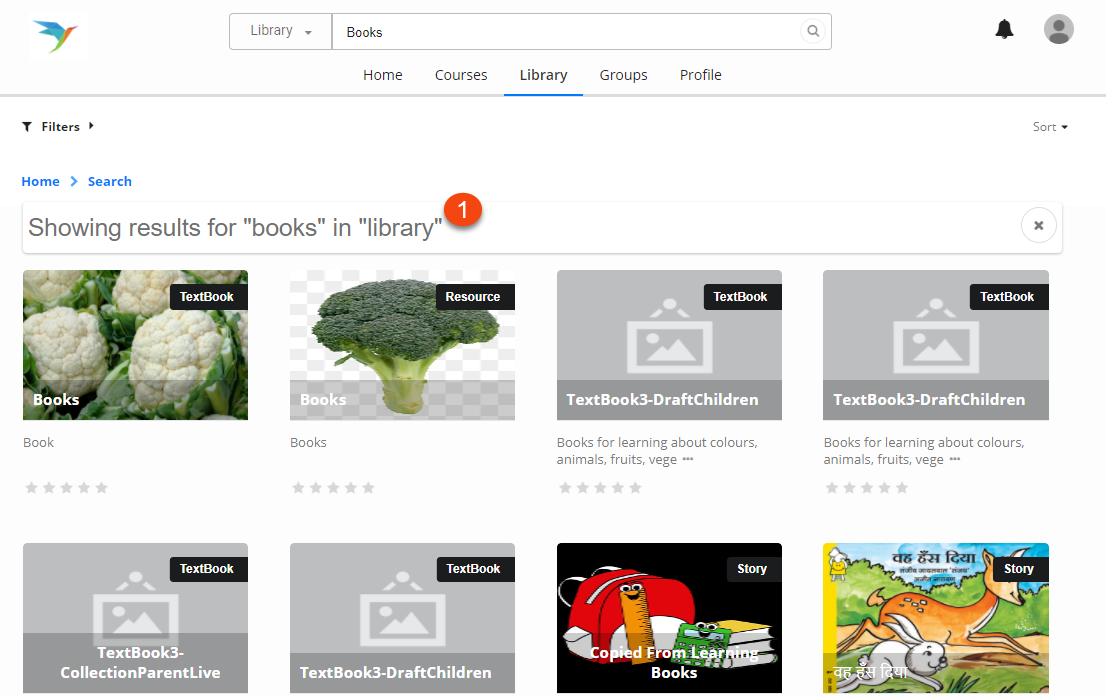 Library
Books
Home Courses Library Groups Profile
Filters
Sort
Home Search
Showing results for "books" in "library"
1
TextBook
Books
Book
Resource
Books
Books
TextBook
TextBook3-DraftChildren
Books for learning about colours,
animals, fruits, vege •••
TextBook
TextBook3-DraftChildren
Books for learning about colours,
animals, fruits, vege •••
TextBook
TextBook3-
CollectionParentLive
TextBook
TextBook3-DraftChildren
Story
Copied From Learning
Books
वह हँस दिया
Story
वह हँस दिया